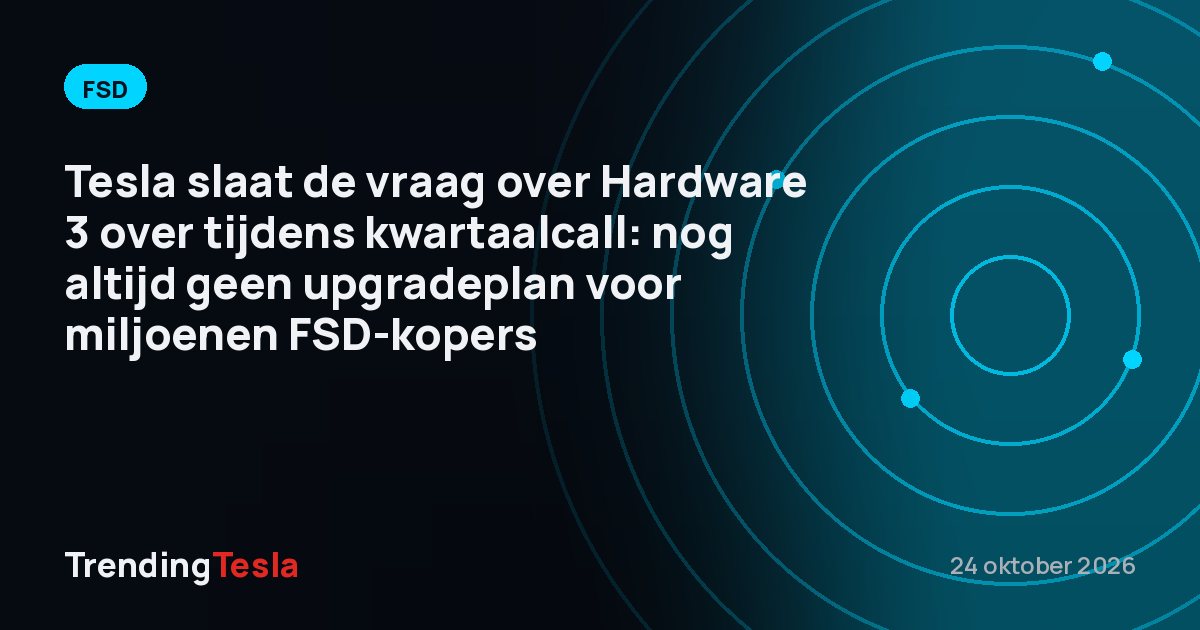 FSD
Tesla slaat de vraag over Hardware
3 over tijdens kwartaalcall: nog
altijd geen upgradeplan voor
miljoenen FSD-kopers
TrendingTesla
24 oktober 2026